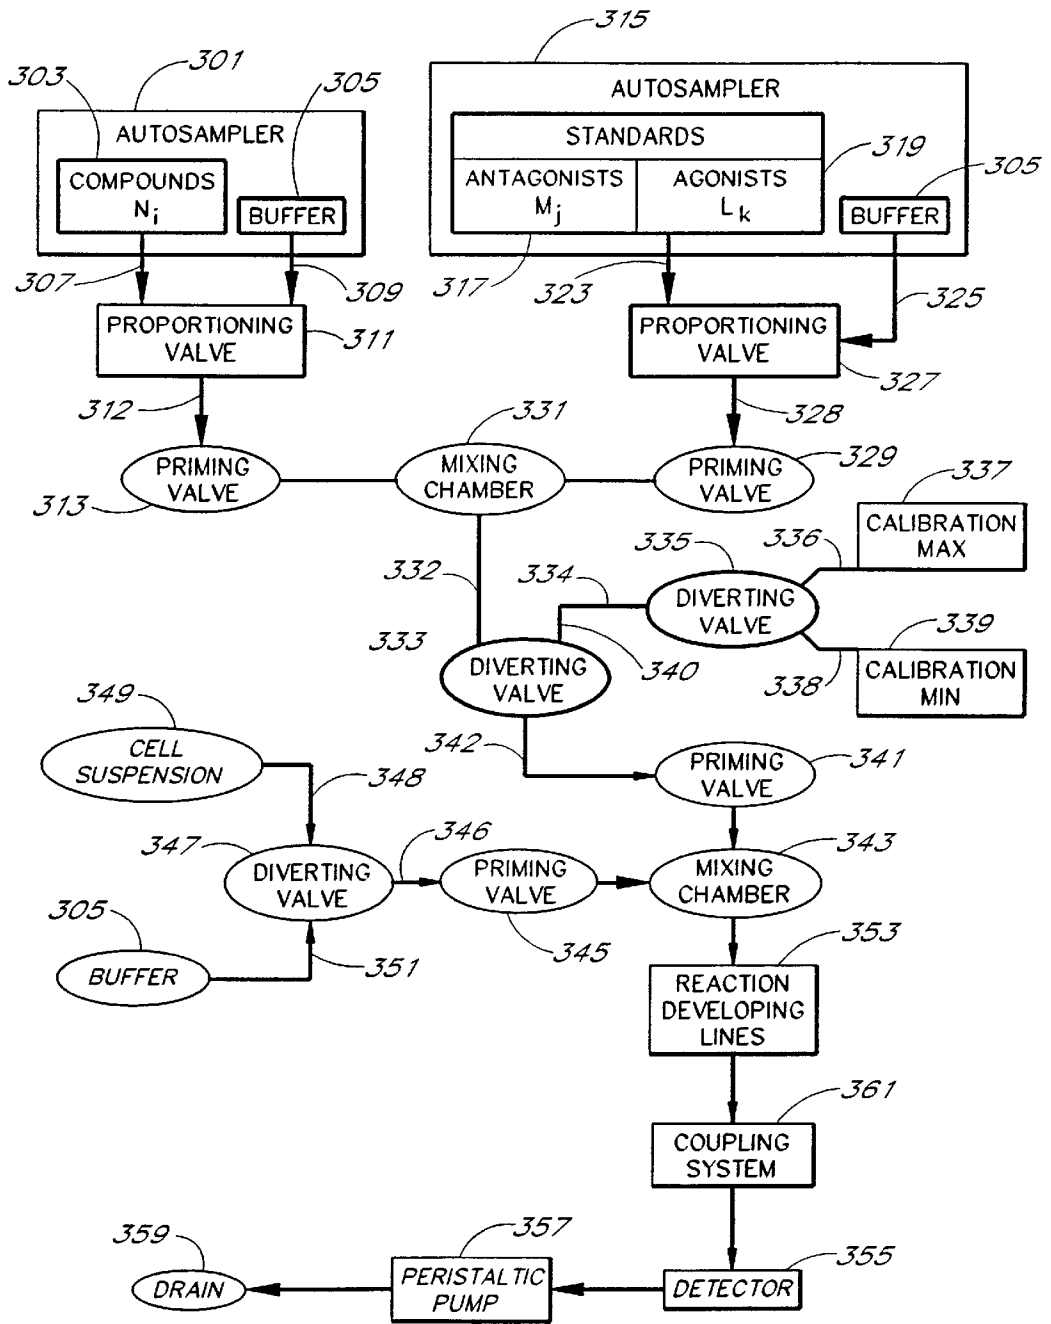 315
301
303
305
AUTOSAMPLER
AUTOSAMPLER
STANDARDS
319
305
COMPOUNDS
Ni
BUFFER
ANTAGONISTS
Mj
AGONISTS
Lk
BUFFER
307
309
317
323
325
PROPORTIONING
VALVE
311
PROPORTIONING
VALVE
327
312
331
328
PRIMING
VALVE
MIXING
CHAMBER
PRIMING
VALVE
329
313
337
335
336
CALIBRATION
MAX
332
334
DIVERTING
VALVE
333
339
340
338
DIVERTING
VALVE
CALIBRATION
MIN
349
342
341
CELL
SUSPENSION
PRIMING
VALVE
348
347
346
343
DIVERTING
VALVE
PRIMING
VALVE
MIXING
CHAMBER
305
353
345
351
BUFFER
REACTION
DEVELOPING
LINES
361
COUPLING
SYSTEM
359
357
355
DRAIN
PERISTALTIC
PUMP
DETECTOR